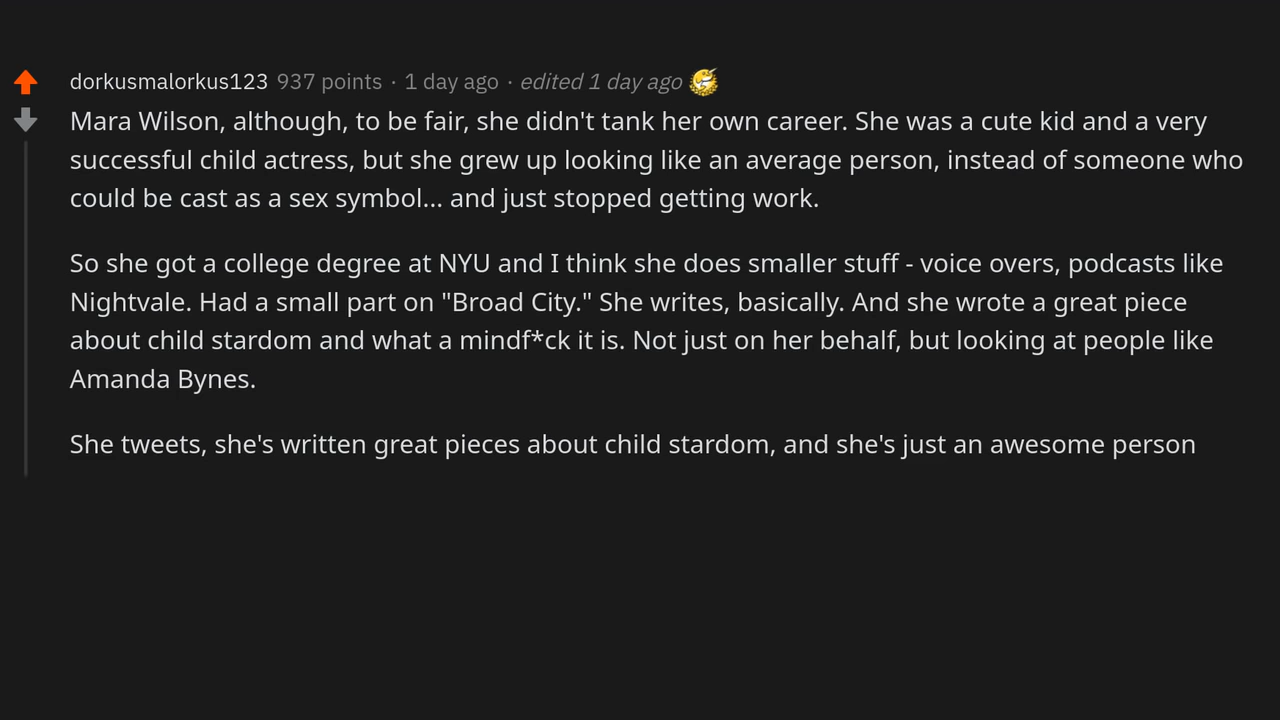 dorkusmalorkus123 937 points · 1 day ago · edited 1 day ago
Mara Wilson, although, to be fair, she didn't tank her own career. She was a cute kid and a very
successful child actress, but she grew up looking like an average person, instead of someone who
could be cast as a sex symbol... and just stopped getting work.
So she got a college degree at NYU and I think she does smaller stuff - voice overs, podcasts like
Nightvale. Had a small part on "Broad City." She writes, basically. And she wrote a great piece
about child stardom and what a mindf*ck it is. Not just on her behalf, but looking at people like
Amanda Bynes.
She tweets, she's written great pieces about child stardom, and she's just an awesome person